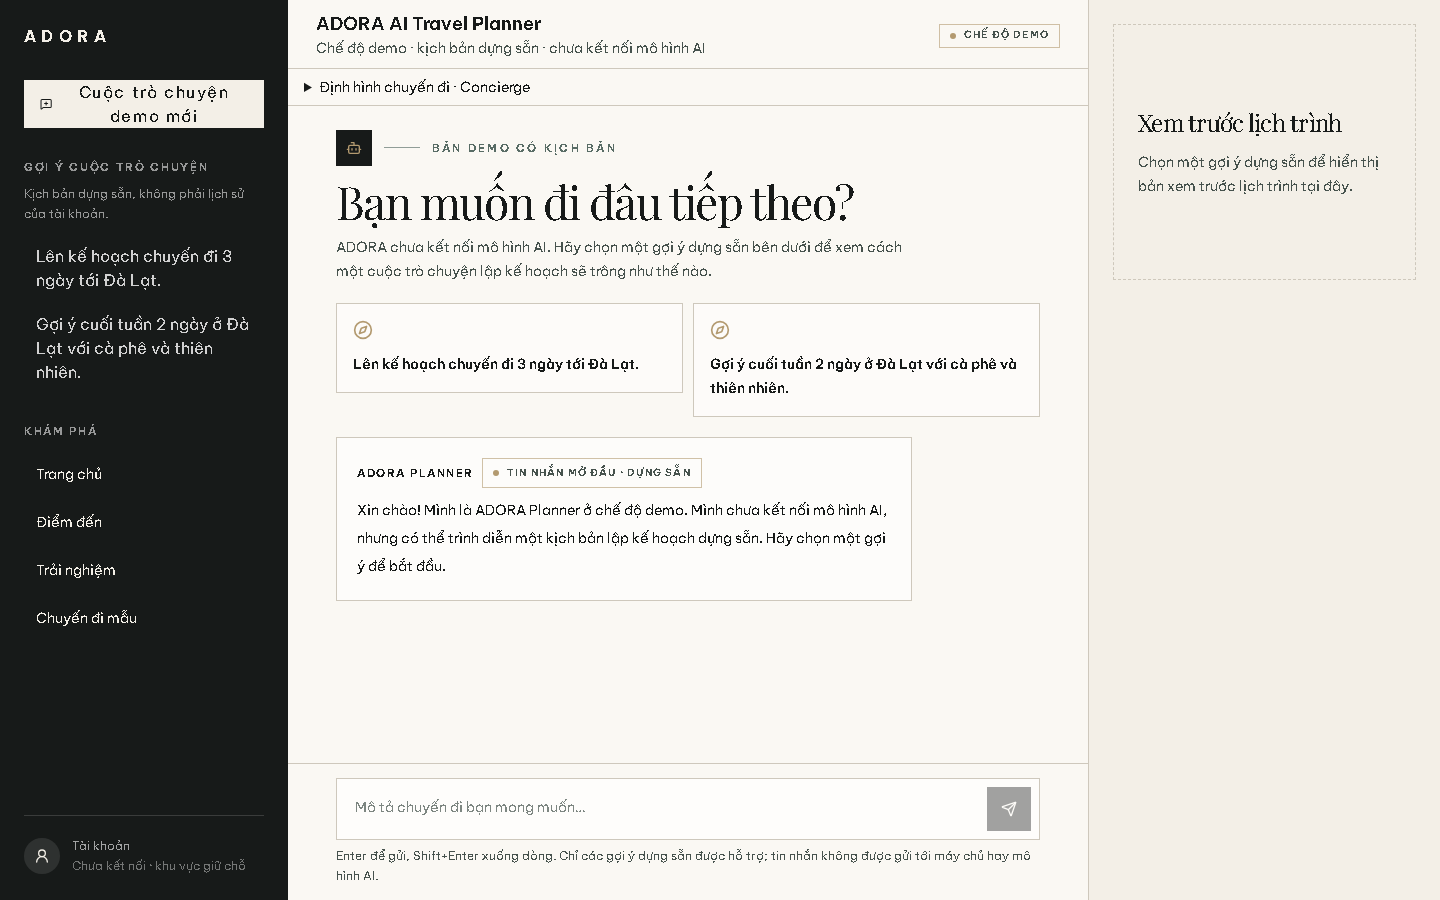 ADORA
Cuộc trò chuyện
demo mới
GỢI Ý CUỘC TRÒ CHUYỆN
Kịch bản dựng sẵn, không phải lịch sử
của tài khoản.
Lên kế hoạch chuyến đi 3
ngày tới Đà Lạt.
Gợi ý cuối tuần 2 ngày ở Đà
Lạt với cà phê và thiên
nhiên.
KHÁM PHÁ
Trang chủ
Điểm đến
Trải nghiệm
Chuyến đi mẫu
Tài khoản
Chưa kết nối · khu vực giữ chỗ
ADORA AI Travel Planner
Chế độ demo · kịch bản dựng sẵn · chưa kết nối mô hình AI
CHẾ ĐỘ DEMO
Định hình chuyến đi · Concierge
BẢN DEMO CÓ KỊCH BẢN
Bạn muốn đi đâu tiếp theo?
ADORA chưa kết nối mô hình AI. Hãy chọn một gợi ý dựng sẵn bên dưới để xem cách
một cuộc trò chuyện lập kế hoạch sẽ trông như thế nào.
Lên kế hoạch chuyến đi 3 ngày tới Đà Lạt.
Gợi ý cuối tuần 2 ngày ở Đà Lạt với cà phê và
thiên nhiên.
ADORA PLANNER
TIN NHẮN MỞ ĐẦU · DỰNG SẴN
Xin chào! Mình là ADORA Planner ở chế độ demo. Mình chưa kết nối mô hình AI,
nhưng có thể trình diễn một kịch bản lập kế hoạch dựng sẵn. Hãy chọn một gợi
ý để bắt đầu.
Mô tả chuyến đi bạn mong muốn...
Enter để gửi, Shift+Enter xuống dòng. Chỉ các gợi ý dựng sẵn được hỗ trợ; tin nhắn không được gửi tới máy chủ hay mô
hình AI.
Xem trước lịch trình
Chọn một gợi ý dựng sẵn để hiển thị
bản xem trước lịch trình tại đây.